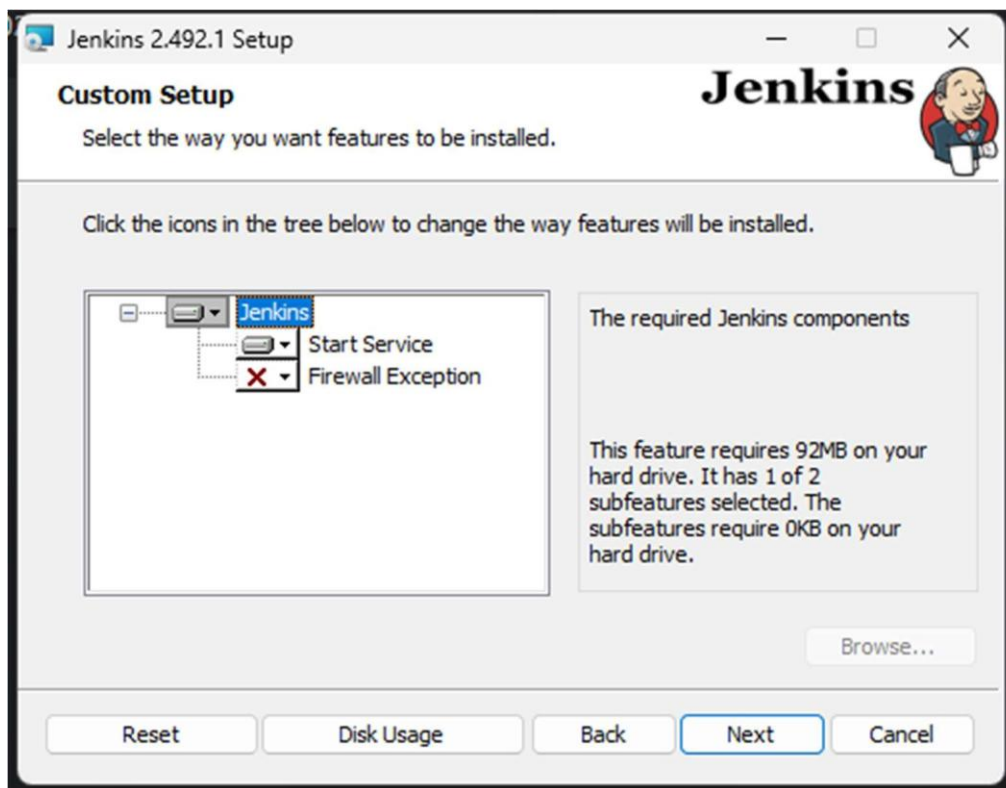 Jenkins 2.492.1 Setup
Custom Setup
Jenkins
Select the way you want features to be installed.
Click the icons in the tree below to change the way features will be installed.
Jenkins
Start Service
Firewall Exception
The required Jenkins components
This feature requires 92MB on your
hard drive. It has 1 of 2
subfeatures selected. The
subfeatures require 0KB on your
hard drive.
Browse...
Reset
Disk Usage
Back
Next
Cancel